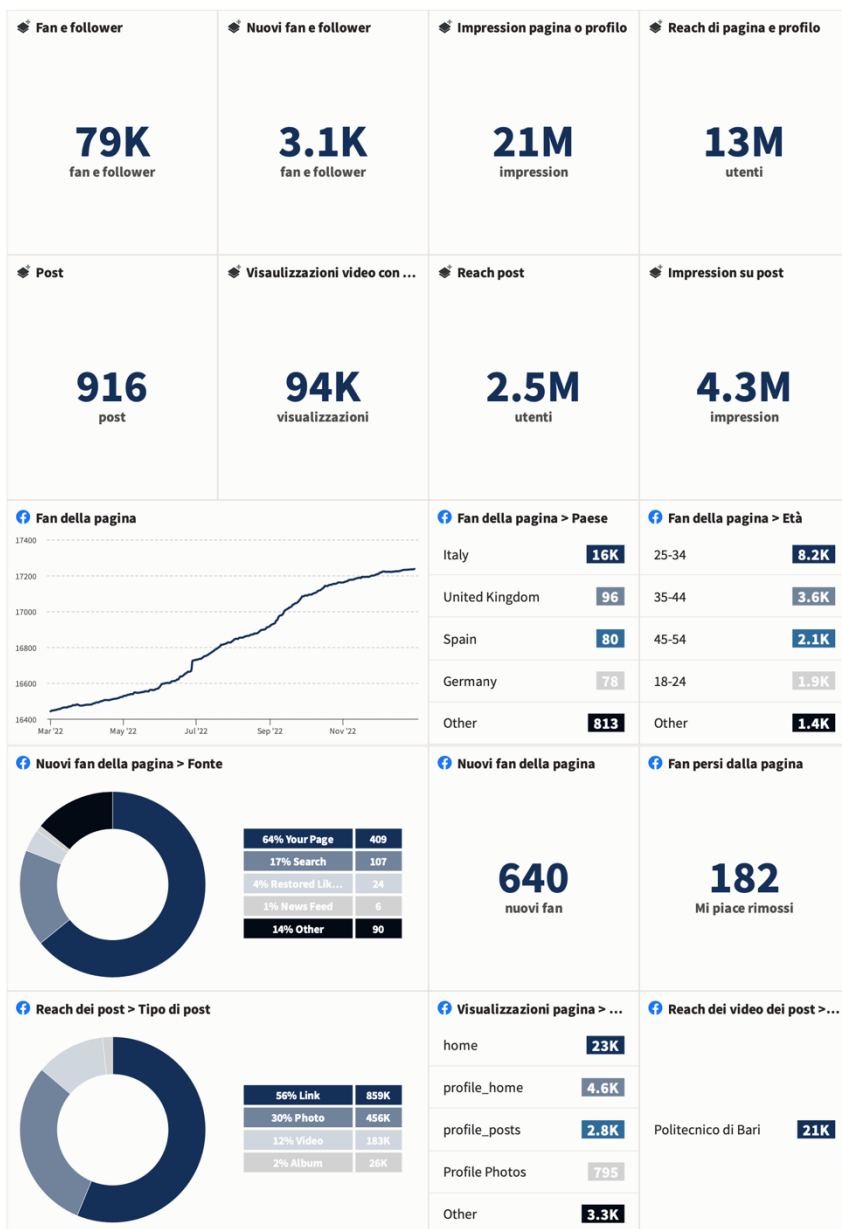 Fan e follower
Nuovi fan e follower
Impression pagina o profilo
Reach di pagina e profilo
79K
fan e follower
3.1K
fan e follower
21M
impression
13M
utenti
Post
Visaulizzazioni video con ...
Reach post
Impression su post
916
post
94K
visualizzazioni
2.5M
utenti
4.3M
impression
Fan della pagina
17400
17200
17000
16800
16600
16400
Mar '22
May '22
Jul '22
Sep '22
Nov '22
Fan della pagina > Paese
Italy 16K
United Kingdom 96
Spain 80
Germany 78
Other 813
Fan della pagina > Età
25-34 8.2K
35-44 3.6K
45-54 2.1K
18-24 1.9K
Other 1.4K
Nuovi fan della pagina > Fonte
64% Your Page 409
17% Search 107
4% Restored Lik... 24
1% News Feed 6
14% Other 90
Nuovi fan della pagina
640
nuovi fan
Fan persi dalla pagina
182
Mi piace rimossi
Reach dei post > Tipo di post
56% Link 859K
30% Photo 456K
12% Video 183K
2% Album 26K
Visualizzazioni pagina > ...
home 23K
profile_home 4.6K
profile_posts 2.8K
Profile Photos 795
Other 3.3K
Reach dei video dei post >...
Politecnico di Bari 21K